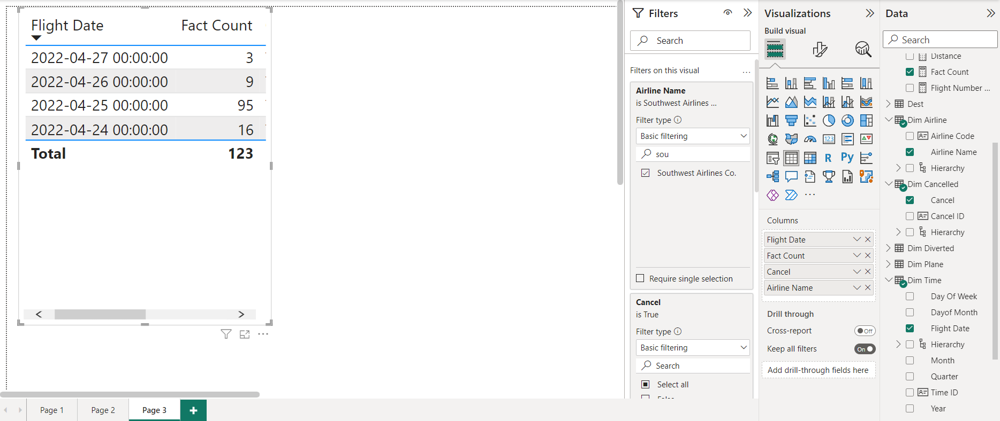 Flight Date Fact Count
2022-04-27 00:00:00 3
2022-04-26 00:00:00 9
2022-04-25 00:00:00 95
2022-04-24 00:00:00 16
Total 123
Page 1 Page 2 Page 3
Filters
Search
Filters on this visual ...
Airline Name
is Southwest Airlines ...
Filter type
Basic filtering
sou
Southwest Airlines Co.
Require single selection
Cancel
is True
Filter type
Basic filtering
Search
Select all
False
Visualizations
Build visual
123
R Py
Columns
Flight Date
Fact Count
Cancel
Airline Name
Drill through
Cross-report Off
Keep all filters On
Add drill-through fields here
Data
Search
Distance
Fact Count
Flight Number ...
Dest
Dim Airline
Airline Code
Airline Name
Hierarchy
Dim Cancelled
Cancel
Cancel ID
Hierarchy
Dim Diverted
Dim Plane
Dim Time
Day Of Week
Dayof Month
Flight Date
Hierarchy
Month
Quarter
Time ID
Year